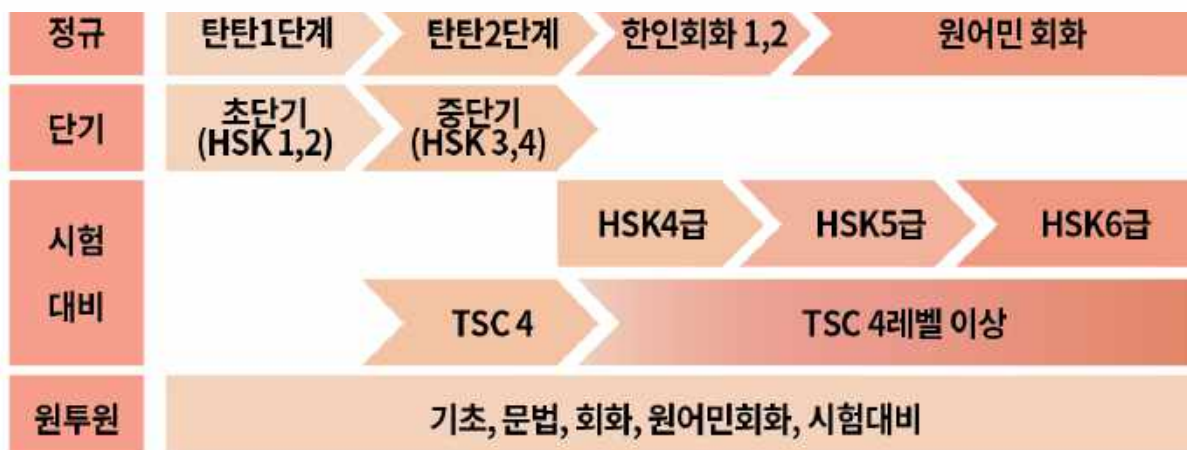 정규
탄탄1단계
탄탄2단계
한인회화 1,2
원어민 회화
단기
초단기
(HSK 1,2)
중단기
(HSK 3,4)
시험
대비
HSK4급
HSK5급
HSK6급
TSC 4
TSC 4레벨 이상
원투원
기초, 문법, 회화, 원어민회화, 시험대비